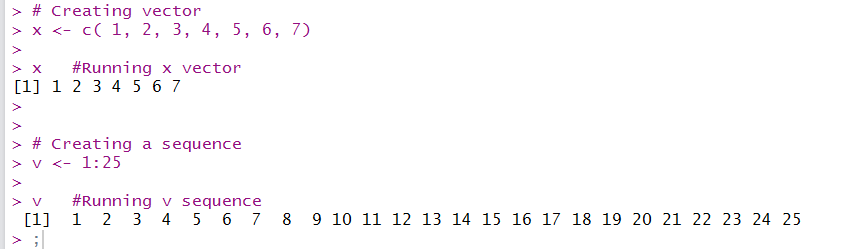 > # Creating vector
> x <- c( 1, 2, 3, 4, 5, 6, 7)
>
> x   #Running x vector
[1] 1 2 3 4 5 6 7
>
>
> # Creating a sequence
> v <- 1:25
>
> v   #Running v sequence
 [1]  1  2  3  4  5  6  7  8  9 10 11 12 13 14 15 16 17 18 19 20 21 22 23 24 25
> ;